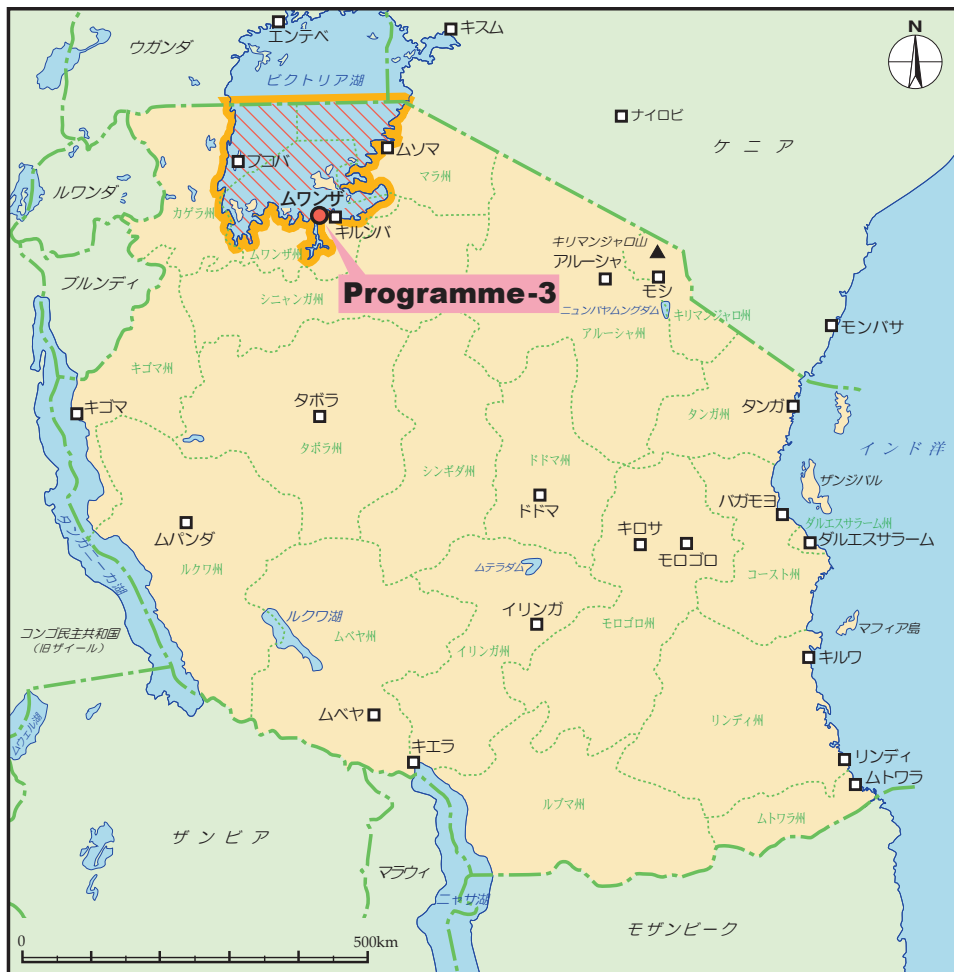 N
ウガンダ
エンテベ
キスム
ビクトリア湖
ナイロビ
ケニア
ブコバ
ムソマ
マラ州
ルワンダ
ムワンザ
カゲラ州
キルンバ
ムワンザ州
キリマンジャロ山
アルーシャ
モシ
ブルンディ
Programme-3
シニャンガ州
ニュンバヤムングダム
キリマンジャロ州
アルーシャ州
モンバサ
キゴマ州
キゴマ
タボラ
タンガ
タンガ州
タボラ州
シンギダ州
ドドマ州
インド洋
ザンジバル
ドドマ
バガモヨ
ムパンダ
ダルエスサラーム州
キロサ
モロゴロ
ダルエスサラーム
タンガニーカ湖
ルクワ州
ムテラダム
コースト州
ルクワ湖
イリンガ
モロゴロ州
マフィア島
コンゴ民主共和国
（旧ザイール）
ムベヤ州
イリンガ州
キルワ
ムウェル湖
ムベヤ
リンディ州
キエラ
リンディ
ムトワラ
ルブマ州
ムトワラ州
ザンビア
マラウィ
ニャサ湖
モザンビーク
0
500km